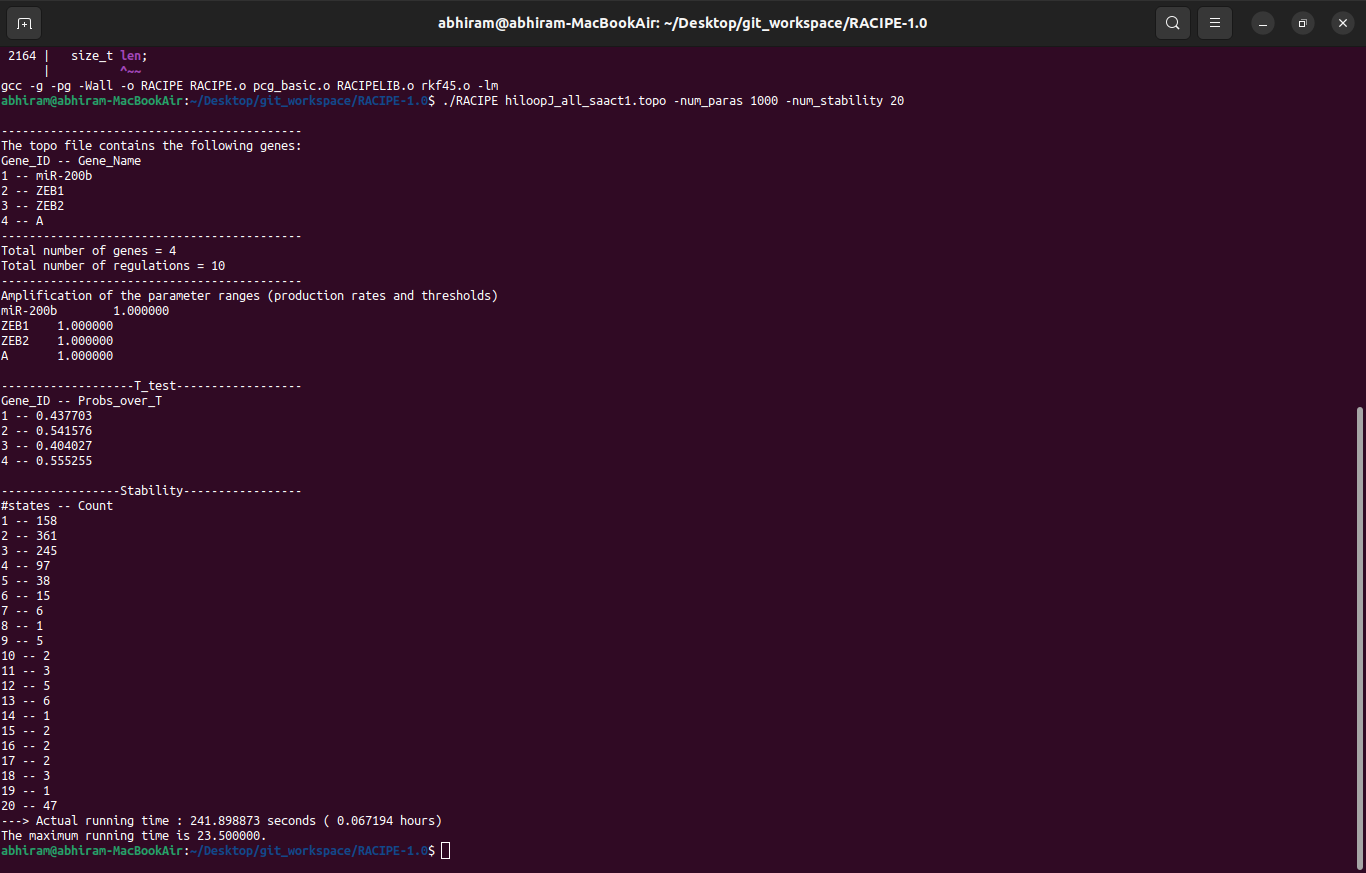 abhiram@abhiram-MacBookAir: ~/Desktop/git_workspace/RACIPE-1.0
2164 |   size_t len;
     |          ^~~
gcc -g -pg -Wall -o RACIPE RACIPE.o pcg_basic.o RACIPELIB.o rkf45.o -lm
abhiram@abhiram-MacBookAir:~/Desktop/git_workspace/RACIPE-1.0$ ./RACIPE hiloopJ_all_saact1.topo -num_paras 1000 -num_stability 20
-------------------------------------------
The topo file contains the following genes:
Gene_ID -- Gene_Name
1 -- miR-200b
2 -- ZEB1
3 -- ZEB2
4 -- A
-------------------------------------------
Total number of genes = 4
Total number of regulations = 10
-------------------------------------------
Amplification of the parameter ranges (production rates and thresholds)
miR-200b        1.000000
ZEB1    1.000000
ZEB2    1.000000
A       1.000000
-------------------T_test------------------
Gene_ID -- Probs_over_T
1 -- 0.437703
2 -- 0.541576
3 -- 0.404027
4 -- 0.555255
-----------------Stability-----------------
#states -- Count
1 -- 158
2 -- 361
3 -- 245
4 -- 97
5 -- 38
6 -- 15
7 -- 6
8 -- 1
9 -- 5
10 -- 2
11 -- 3
12 -- 5
13 -- 6
14 -- 1
15 -- 2
16 -- 2
17 -- 2
18 -- 3
19 -- 1
20 -- 47
---> Actual running time : 241.898873 seconds ( 0.067194 hours)
The maximum running time is 23.500000.
abhiram@abhiram-MacBookAir:~/Desktop/git_workspace/RACIPE-1.0$